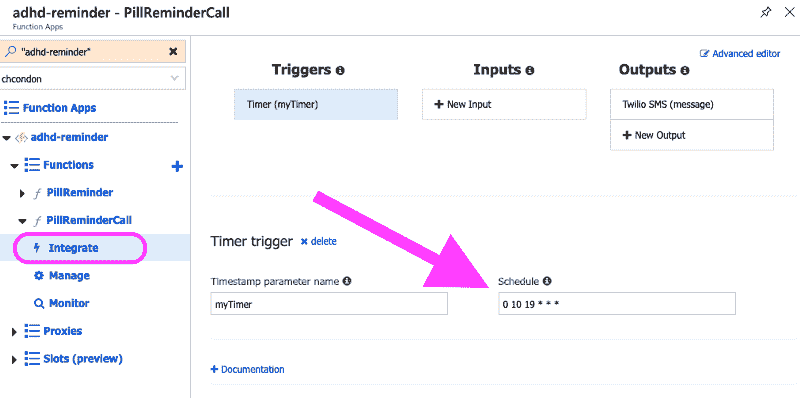 adhd-reminder - PillReminderCall
Function Apps
"adhd-reminder"
chcondon
Function Apps
adhd-reminder
Functions
PillReminder
PillReminderCall
Integrate
Manage
Monitor
Proxies
Slots (preview)
Advanced editor
Triggers
Timer (myTimer)
Inputs
+ New Input
Outputs
Twilio SMS (message)
+ New Output
Timer trigger × delete
Timestamp parameter name
myTimer
Schedule
0 10 19 * * *
+ Documentation